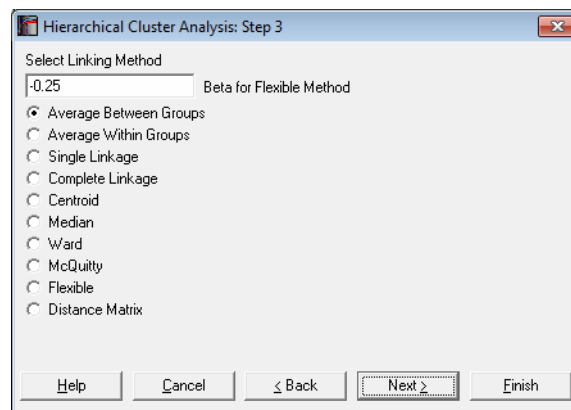 Hierarchical Cluster Analysis: Step 3
Select Linking Method
-0.25 Beta for Flexible Method
Average Between Groups
Average Within Groups
Single Linkage
Complete Linkage
Centroid
Median
Ward
McQuitty
Flexible
Distance Matrix
Help Cancel < Back Next > Finish